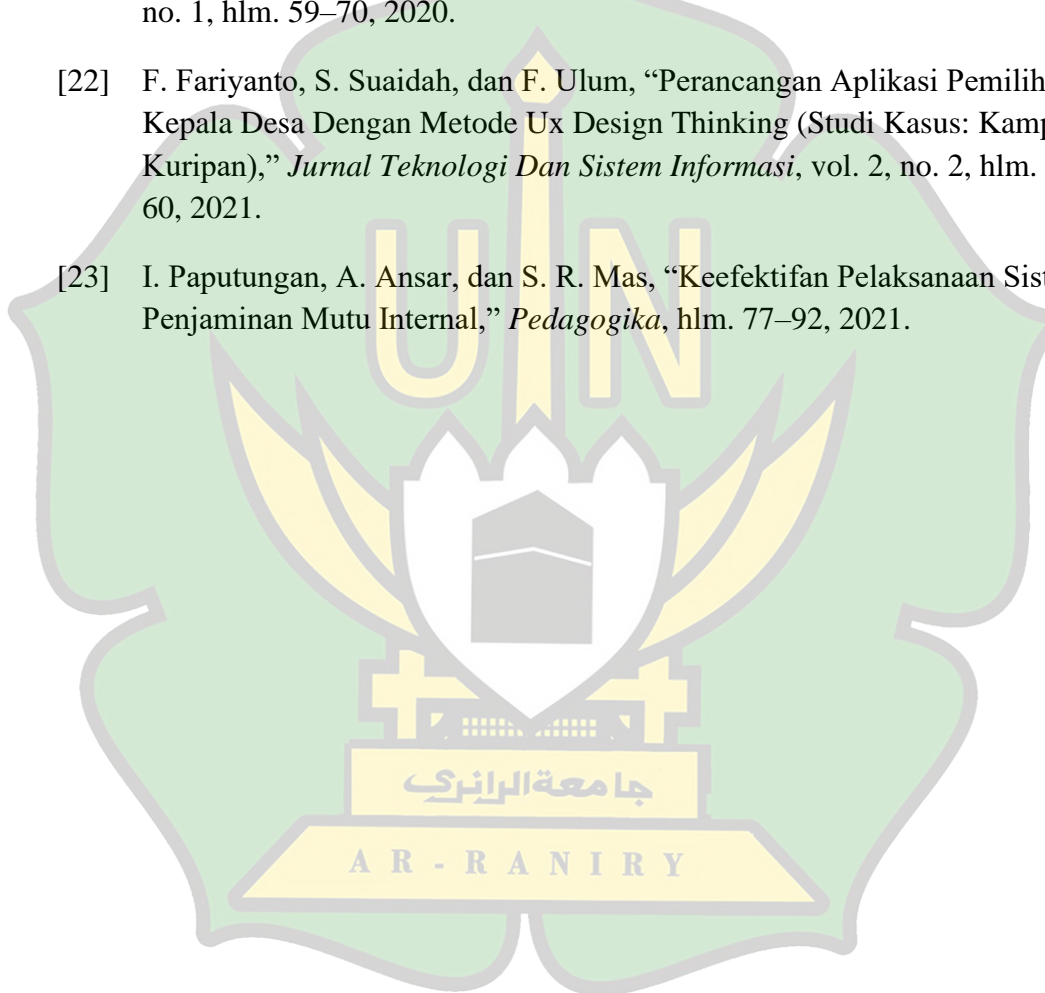 no. 1, hlm. 59–70, 2020.
[22] F. Fariyanto, S. Suaidah, dan F. Ulum, “Perancangan Aplikasi Pemilih
Kepala Desa Dengan Metode Ux Design Thinking (Studi Kasus: Kamp
Kuripan),” Jurnal Teknologi Dan Sistem Informasi, vol. 2, no. 2, hlm.
60, 2021.
[23] I. Paputungan, A. Ansar, dan S. R. Mas, “Keefektifan Pelaksanaan Sist
Penjaminan Mutu Internal,” Pedagogika, hlm. 77–92, 2021.
UIN
جامعةالرانري
AR-RANIRY